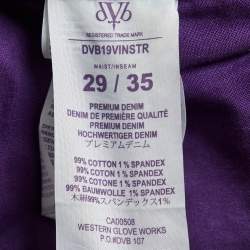 dVb
REGISTERED TRADE MARK
DVB19VINSTR
WAIST/INSEAM
29 / 35
PREMIUM DENIM
DENIM DE PREMIÈRE QUALITÉ
PREMIUM DENIM
HOCHWERTIGER DENIM
プレミアムデニム
99% COTTON 1% SPANDEX
99% COTON 1% SPANDEX
99% COTTON 1% SPANDEX
99% BAUMWOLLE 1% SPANDEX
木綿99%スパンデックス1%
CAD0508
WESTERN GLOVE WORKS
P.O.#DVB 107